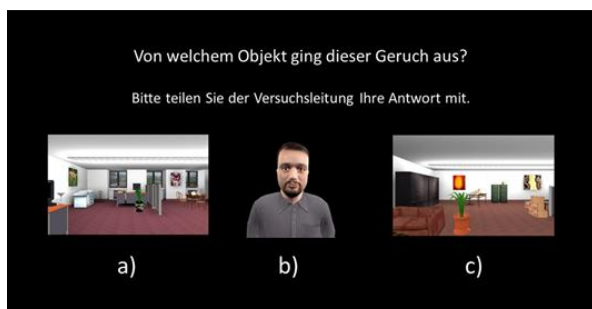 Von welchem Objekt ging dieser Geruch aus?
Bitte teilen Sie der Versuchsleitung Ihre Antwort mit.
a) b) c)